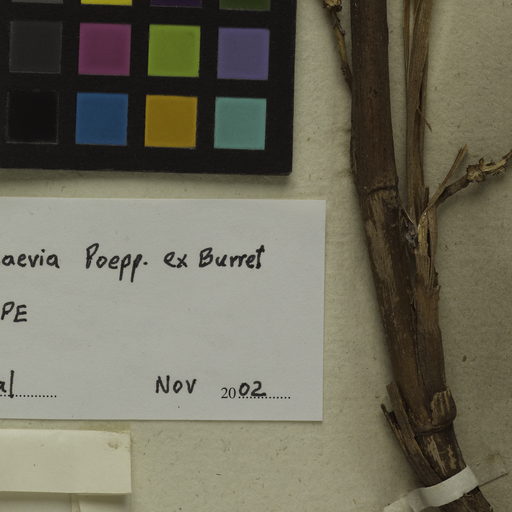 aevia Poepp. ex Burret
PE
al
Nov 2002